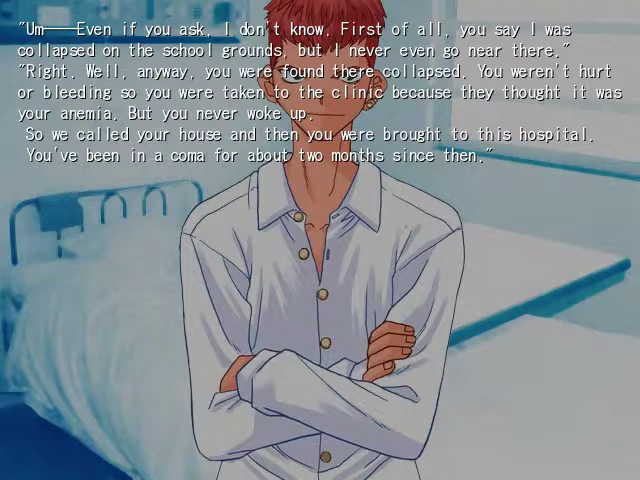 "Um――Even if you ask, I don't know. First of all, you say I was
collapsed on the school grounds, but I never even go near there."
"Right. Well, anyway, you were found there collapsed. You weren't hurt
or bleeding so you were taken to the clinic because they thought it was
your anemia. But you never woke up.
So we called your house and then you were brought to this hospital.
You've been in a coma for about two months since then."